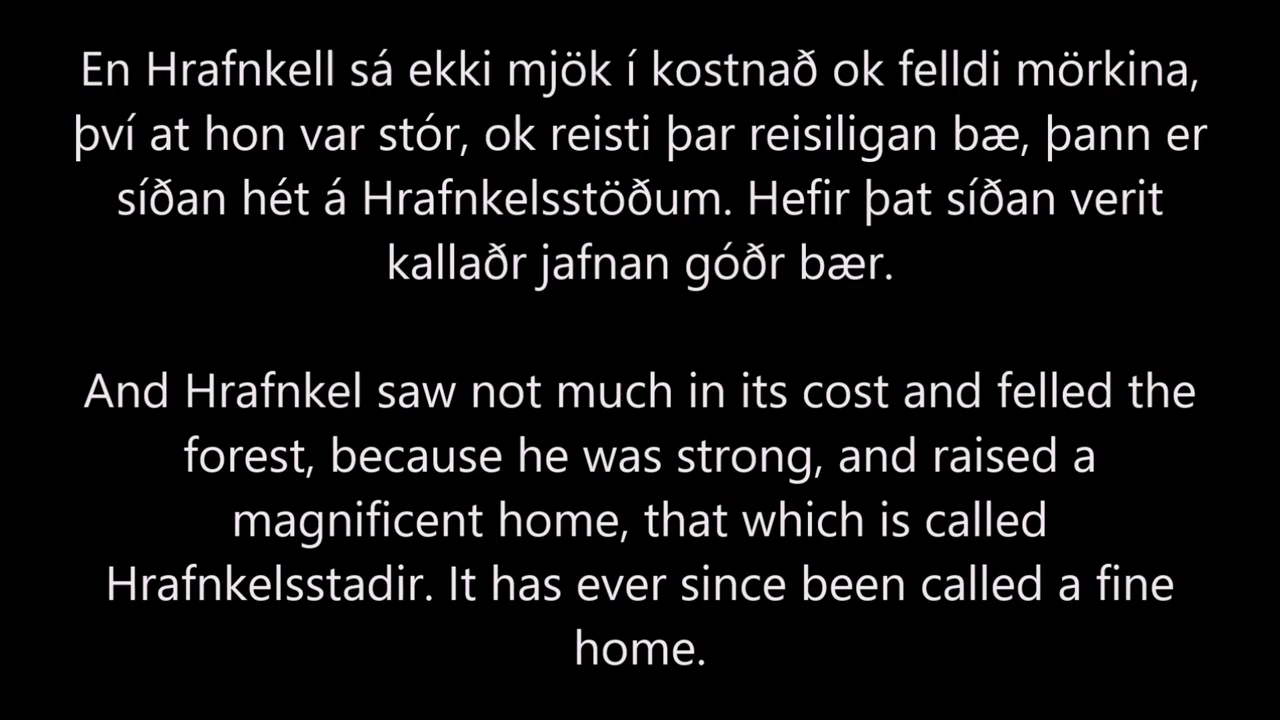 En Hrafnkell sá ekki mjök í kostnað ok felldi mörkina,
því at hon var stór, ok reisti þar reisiligan bæ, þann er
síðan hét á Hrafnkelsstöðum. Hefir þat síðan verit
kallaðr jafnan góðr bær.
And Hrafnkel saw not much in its cost and felled the
forest, because he was strong, and raised a
magnificent home, that which is called
Hrafnkelsstadir. It has ever since been called a fine
home.